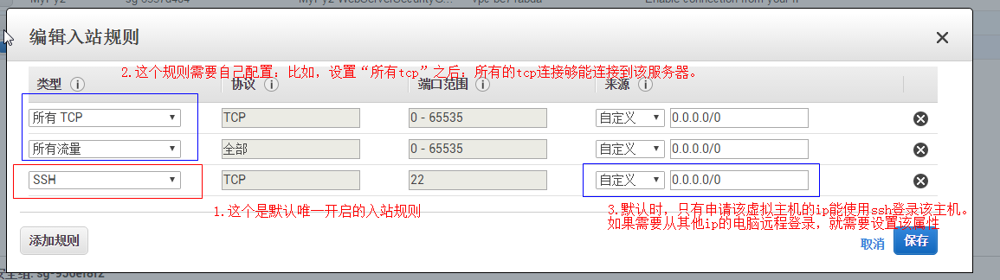 MyPy2
编辑入站规则
2.这个规则需要自己配置：比如，设置“所有tcp”之后；所有的tcp连接够能连接到该服务器。
类型 协议 端口范围 来源
所有 TCP TCP 0 - 65535 自定义 0.0.0.0/0
所有流量 全部 0 - 65535 自定义 0.0.0.0/0
SSH TCP 22 自定义 0.0.0.0/0
1.这个是默认唯一开启的入站规则
3.默认时，只有申请该虚拟主机的ip能使用ssh登录该主机。
如果需要从其他ip的电脑远程登录，就需要设置该属性
添加规则 取消 保存